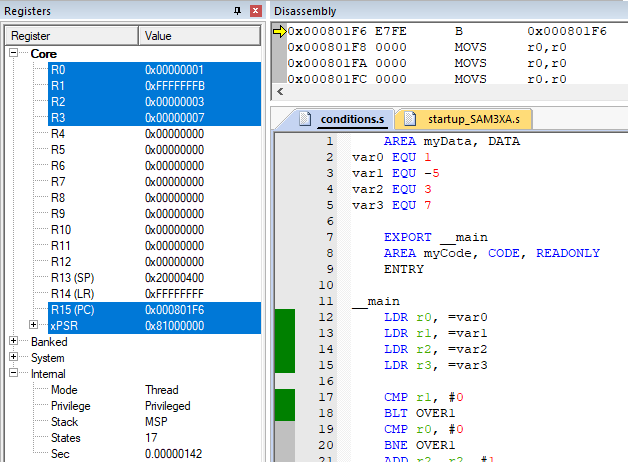 Registers
Register Value
Core
R0 0x00000001
R1 0xFFFFFFFB
R2 0x00000003
R3 0x00000007
R4 0x00000000
R5 0x00000000
R6 0x00000000
R7 0x00000000
R8 0x00000000
R9 0x00000000
R10 0x00000000
R11 0x00000000
R12 0x00000000
R13 (SP) 0x20000400
R14 (LR) 0xFFFFFFFF
R15 (PC) 0x000801F6
xPSR 0x81000000
Banked
System
Internal
Mode Thread
Privilege Privileged
Stack MSP
States 17
Sec 0.00000142
Disassembly
0x000801F6 E7FE B 0x000801F6
0x000801F8 0000 MOVS r0,r0
0x000801FA 0000 MOVS r0,r0
0x000801FC 0000 MOVS r0,r0
conditions.s startup_SAM3XA.s
1 AREA myData, DATA
2 var0 EQU 1
3 var1 EQU -5
4 var2 EQU 3
5 var3 EQU 7
6
7 EXPORT __main
8 AREA myCode, CODE, READONLY
9 ENTRY
10
11 __main
12 LDR r0, =var0
13 LDR r1, =var1
14 LDR r2, =var2
15 LDR r3, =var3
16
17 CMP r1, #0
18 BLT OVER1
19 CMP r0, #0
20 BNE OVER1
21 ADD r2, r2, #1